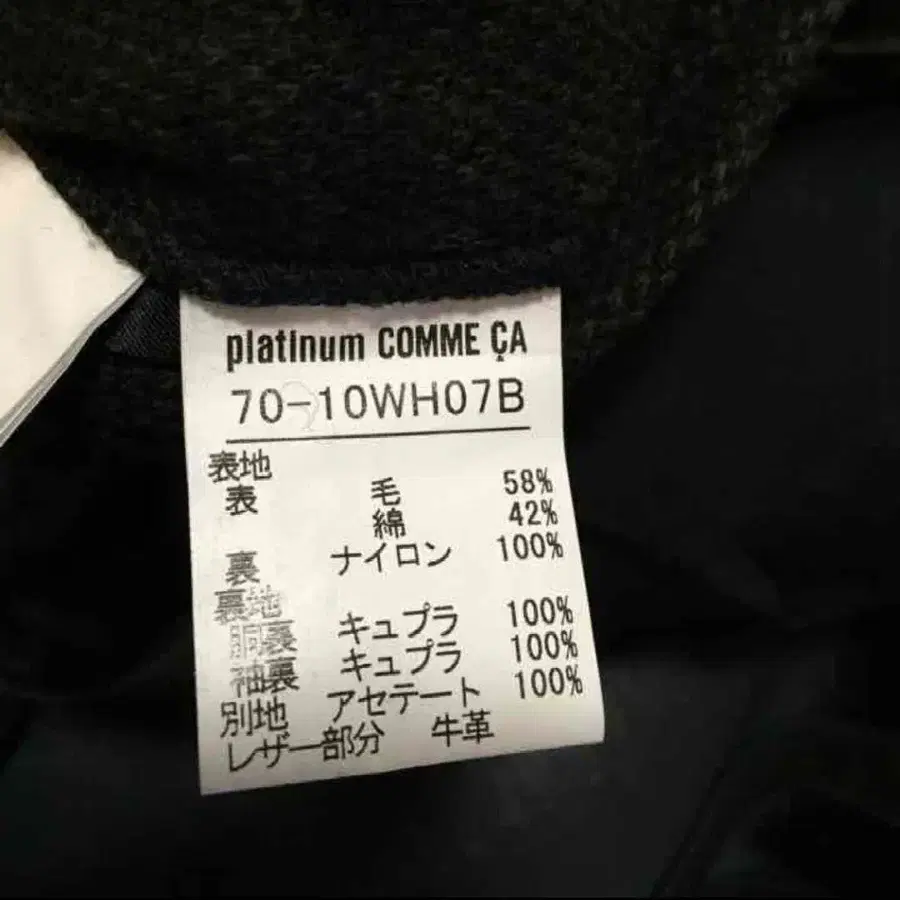 platinum COMME ÇA
70-10WH07B
表地
表 毛 58%
綿 42%
裏 ナイロン 100%
裏地
胴裏 キュプラ 100%
袖裏 キュプラ 100%
別地 アセテート 100%
レザー部分 牛革